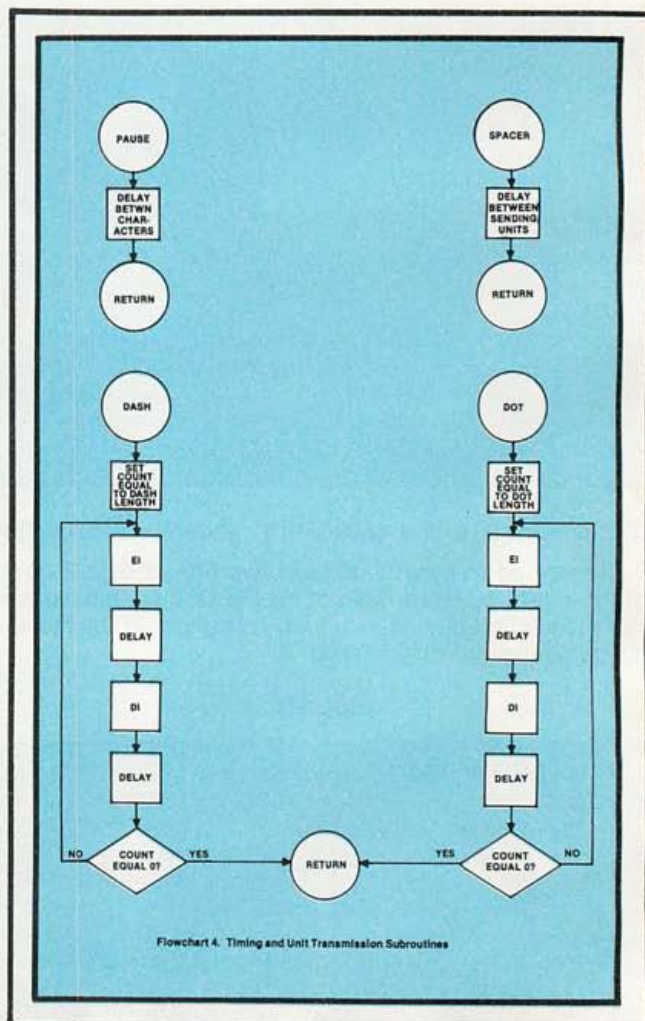 PAUSE
DELAY
BETWN
CHAR-
ACTERS
RETURN
SPACER
DELAY
BETWEEN
SENDING
UNITS
RETURN
DASH
SET
COUNT
EQUAL
TO DASH
LENGTH
EI
DELAY
DI
DELAY
COUNT
EQUAL 0?
NO
YES
DOT
SET
COUNT
EQUAL
TO DOT
LENGTH
EI
DELAY
DI
DELAY
COUNT
EQUAL 0?
YES
NO
RETURN
Flowchart 4. Timing and Unit Transmission Subroutines